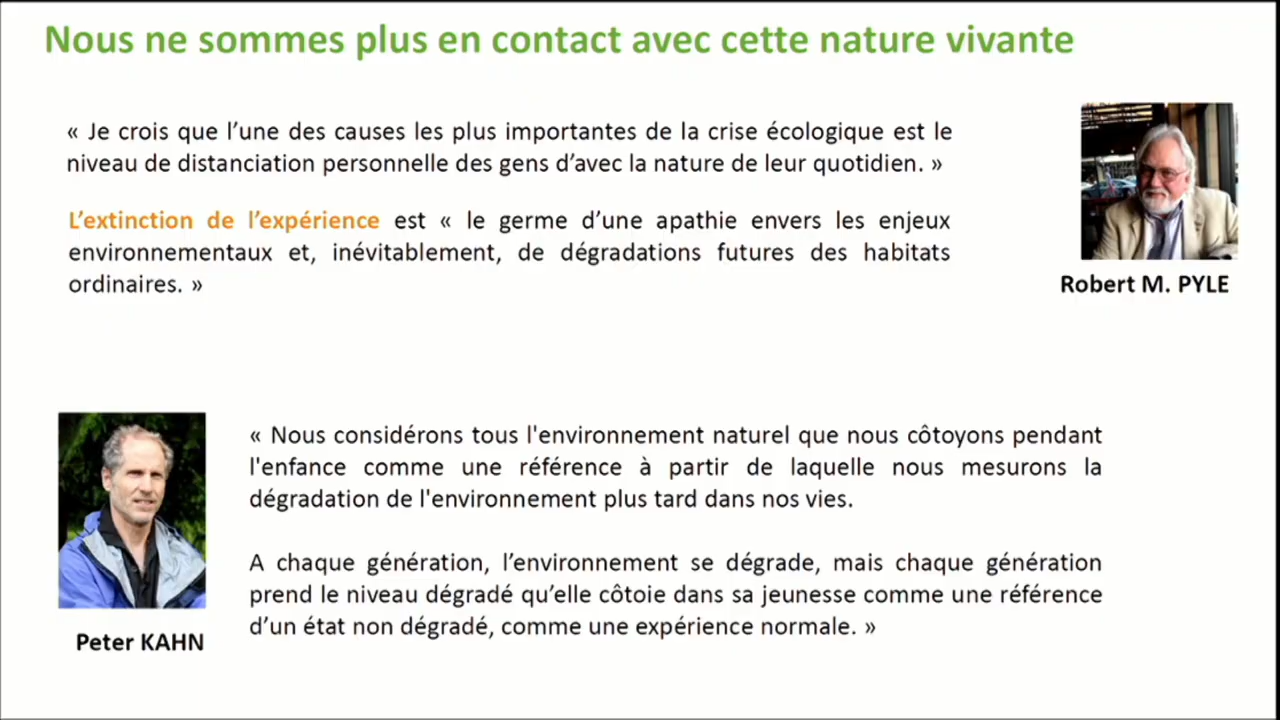 Nous ne sommes plus en contact avec cette nature vivante
« Je crois que l’une des causes les plus importantes de la crise écologique est le
niveau de distanciation personnelle des gens d’avec la nature de leur quotidien. »
L’extinction de l’expérience est « le germe d’une apathie envers les enjeux
environnementaux et, inévitablement, de dégradations futures des habitats
ordinaires. »
Robert M. PYLE
« Nous considérons tous l'environnement naturel que nous côtoyons pendant
l'enfance comme une référence à partir de laquelle nous mesurons la
dégradation de l'environnement plus tard dans nos vies.
A chaque génération, l’environnement se dégrade, mais chaque génération
prend le niveau dégradé qu’elle côtoie dans sa jeunesse comme une référence
d’un état non dégradé, comme une expérience normale. »
Peter KAHN